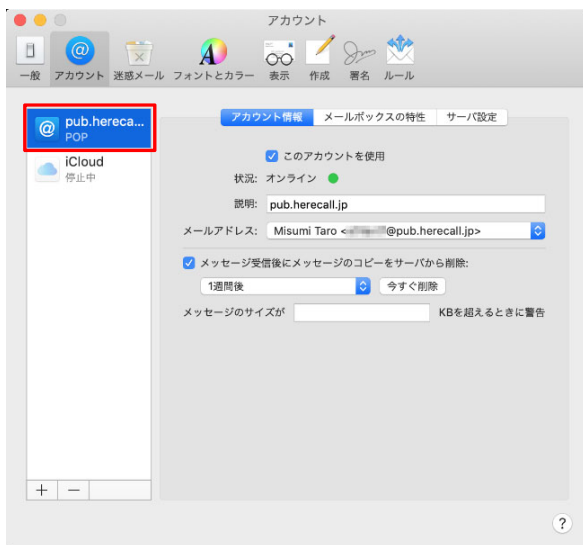 アカウント
一般 アカウント 迷惑メール フォントとカラー 表示 作成 署名 ルール
pub.hereca...
POP
iCloud
停止中
アカウント情報 メールボックスの特性 サーバ設定
このアカウントを使用
状況: オンライン
説明: pub.herecall.jp
メールアドレス: Misumi Taro < @pub.herecall.jp>
メッセージ受信後にメッセージのコピーをサーバから削除:
1週間後 今すぐ削除
メッセージのサイズが KBを超えるときに警告
+ −
?